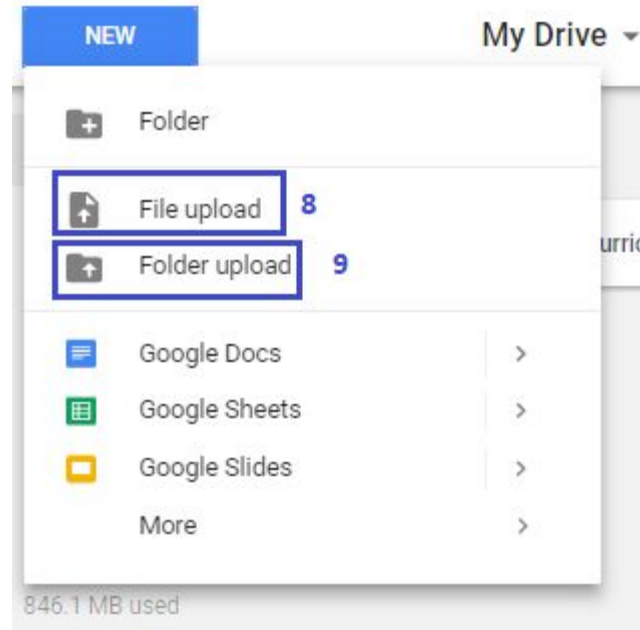 NEW
My Drive
Folder
File upload 8
Folder upload 9
Google Docs
Google Sheets
Google Slides
More
846.1 MB used